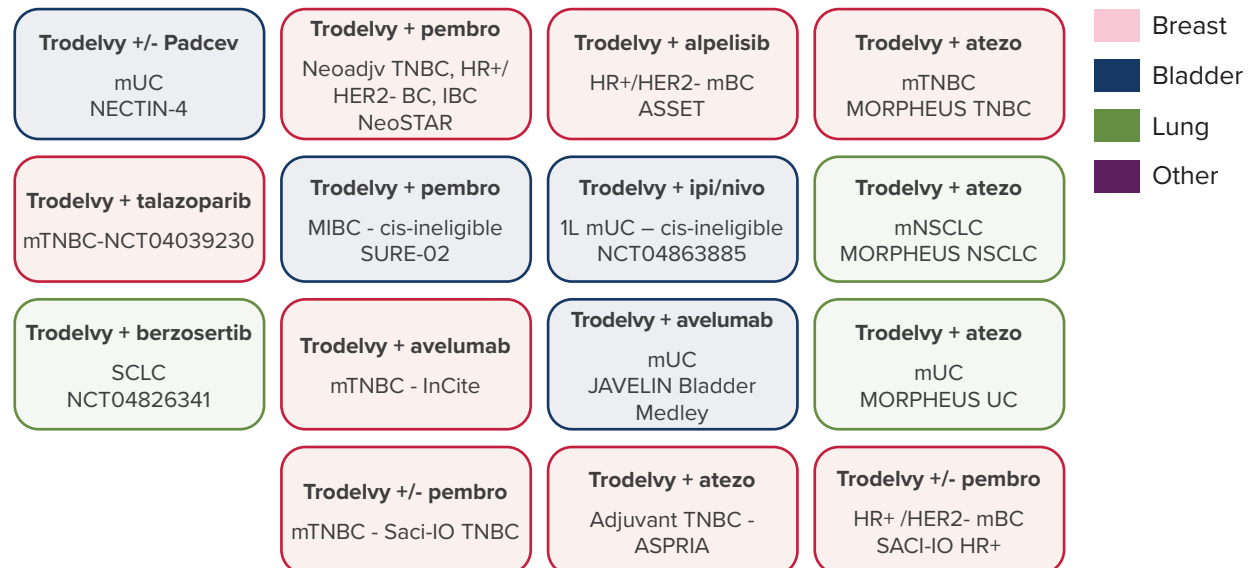 Trodelvy +/- Padcev
mUC
NECTIN-4
Trodelvy + pembro
Neoadjv TNBC, HR+/
HER2- BC, IBC
NeoSTAR
Trodelvy + alpelisib
HR+/HER2- mBC
ASSET
Trodelvy + atezo
mTNBC
MORPHEUS TNBC
Trodelvy + talazoparib
mTNBC-NCT04039230
Trodelvy + pembro
MIBC - cis-ineligible
SURE-02
Trodelvy + ipi/nivo
1L mUC – cis-ineligible
NCT04863885
Trodelvy + atezo
mNSCLC
MORPHEUS NSCLC
Trodelvy + berzosertib
SCLC
NCT04826341
Trodelvy + avelumab
mTNBC - InCite
Trodelvy + avelumab
mUC
JAVELIN Bladder
Medley
Trodelvy + atezo
mUC
MORPHEUS UC
Trodelvy +/- pembro
mTNBC - Saci-IO TNBC
Trodelvy + atezo
Adjuvant TNBC -
ASPRIA
Trodelvy +/- pembro
HR+ /HER2- mBC
SACI-IO HR+
Breast
Bladder
Lung
Other